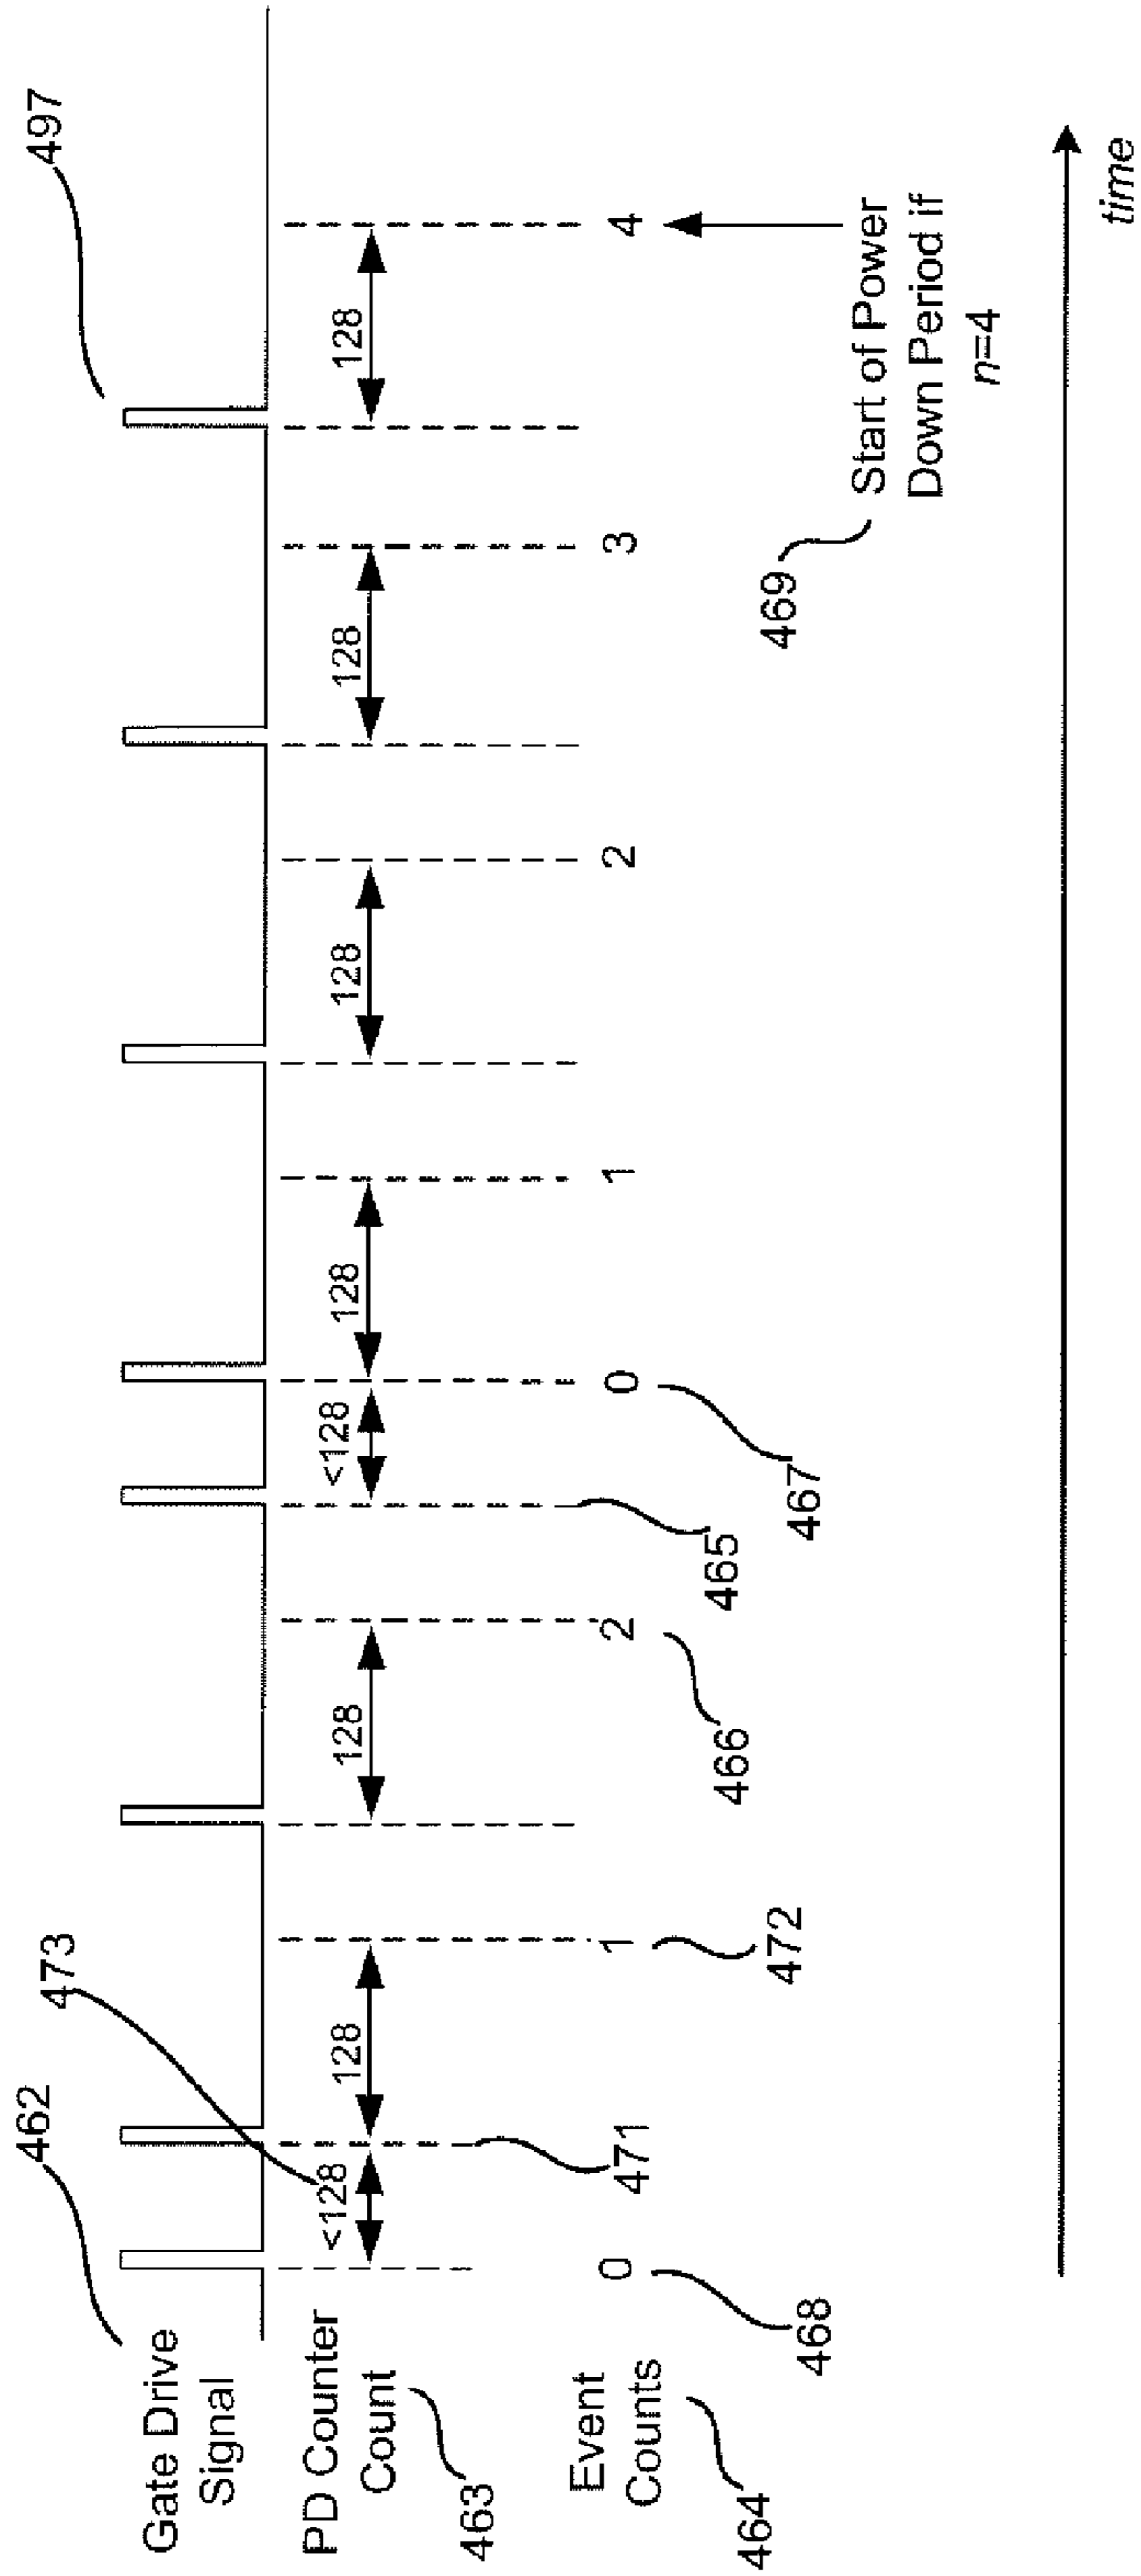 462
473
497
Gate Drive
Signal
PD Counter
Count
463
<128
128
128
<128
128
128
128
128
Event
Counts
464
0
1
2
0
1
2
3
4
468
471
472
466
465
467
469
Start of Power
Down Period if
n=4
time